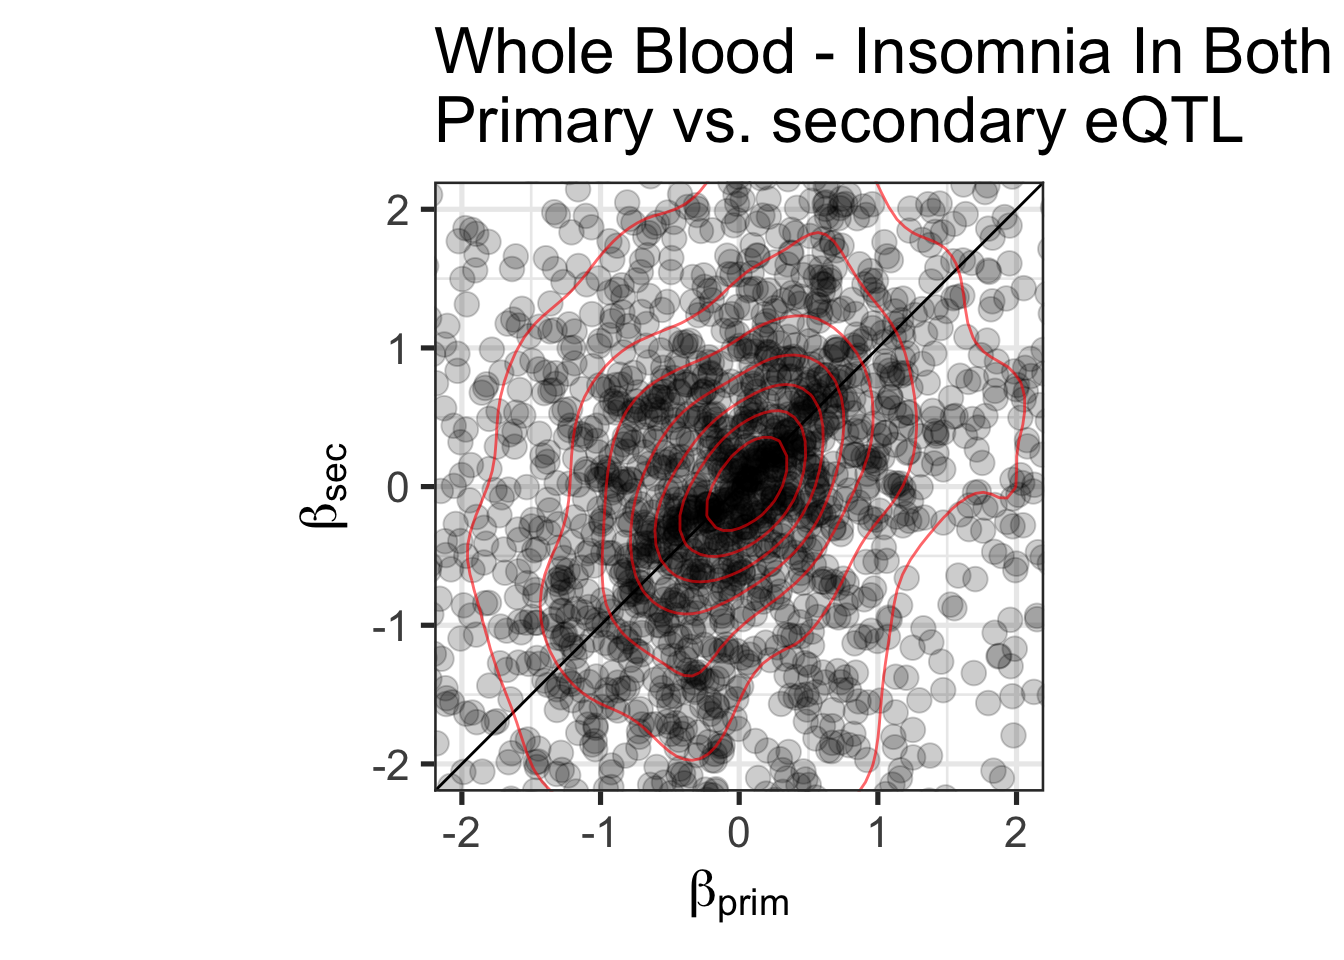 Whole Blood - Insomnia In Both
Primary vs. secondary eQTL
2
1
0
-1
-2
βsec
-2 -1 0 1 2
βprim